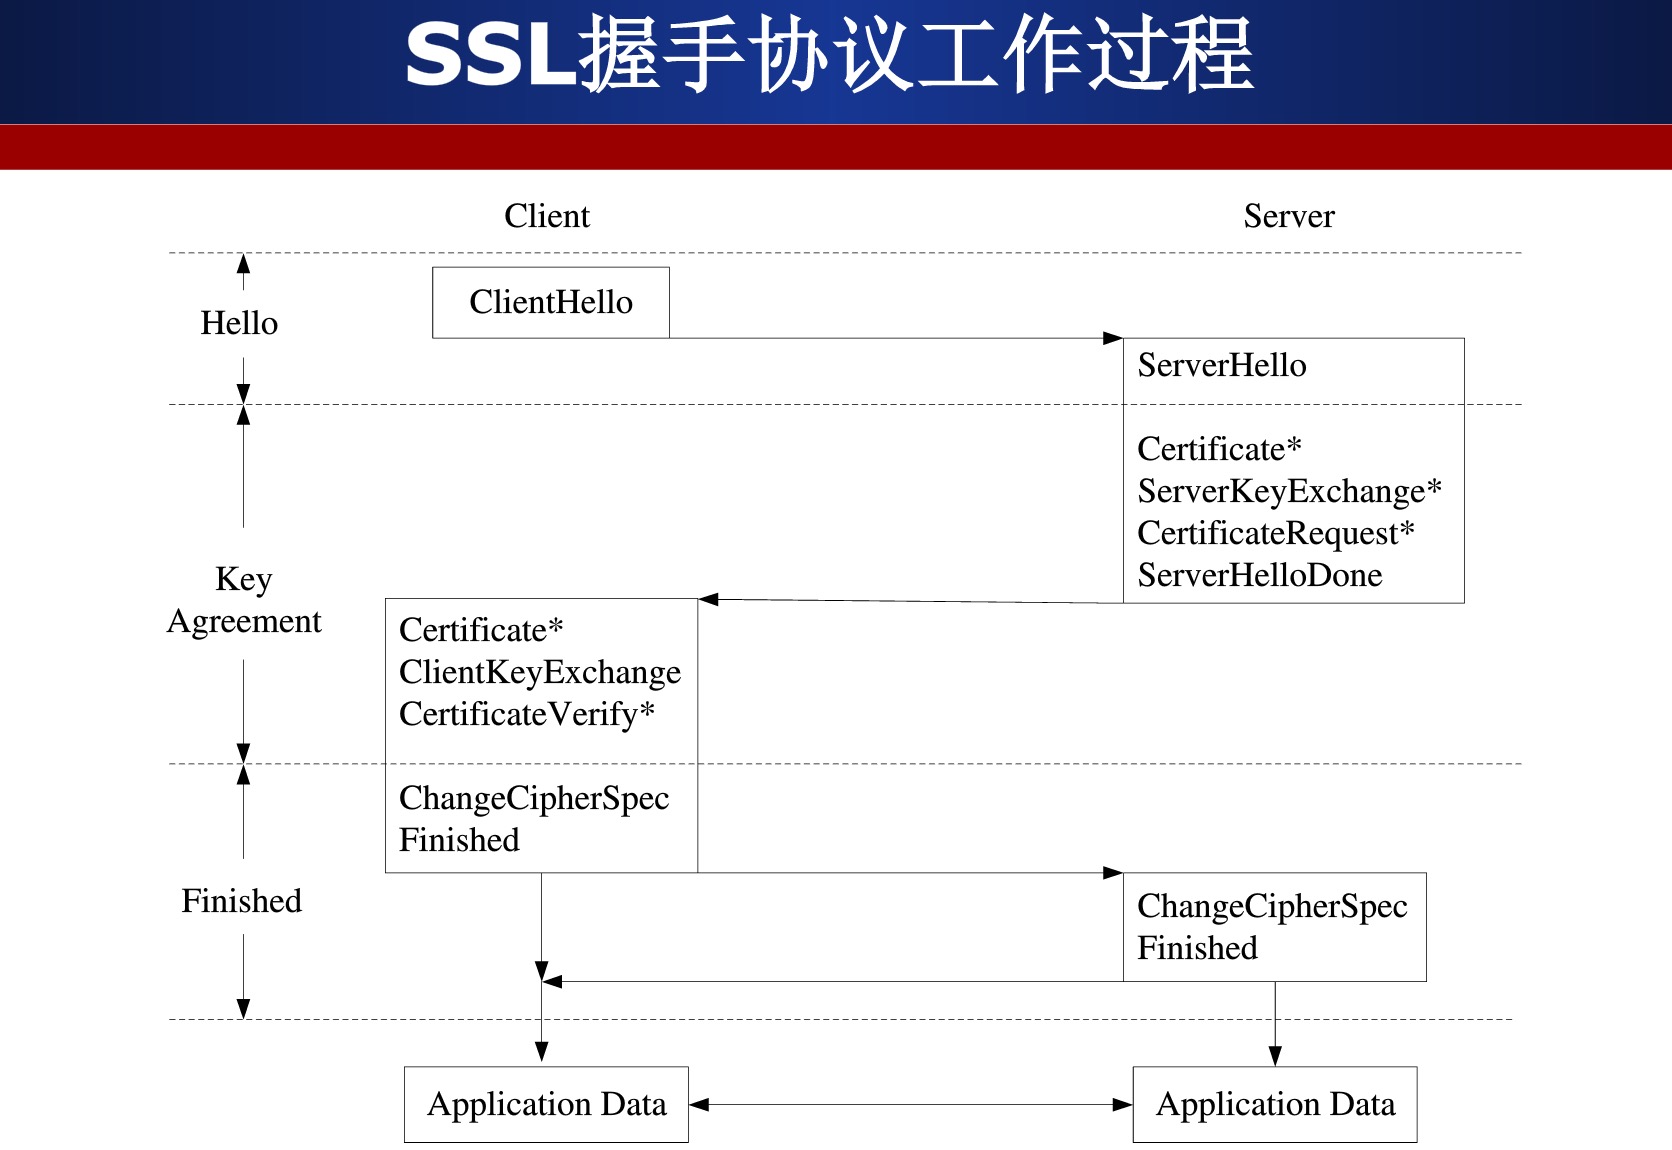 SSL握手协议工作过程
Client
Server
Hello
ClientHello
ServerHello
Key
Agreement
Certificate*
ServerKeyExchange*
CertificateRequest*
ServerHelloDone
Certificate*
ClientKeyExchange
CertificateVerify*
Finished
ChangeCipherSpec
Finished
ChangeCipherSpec
Finished
Application Data
Application Data